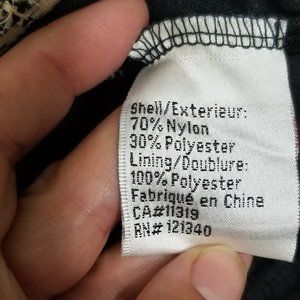 Shell/Exterieur:
70% Nylon
30% Polyester
Lining/Doublure:
100% Polyester
Fabriqué en Chine
CA#11319
RN# 121340